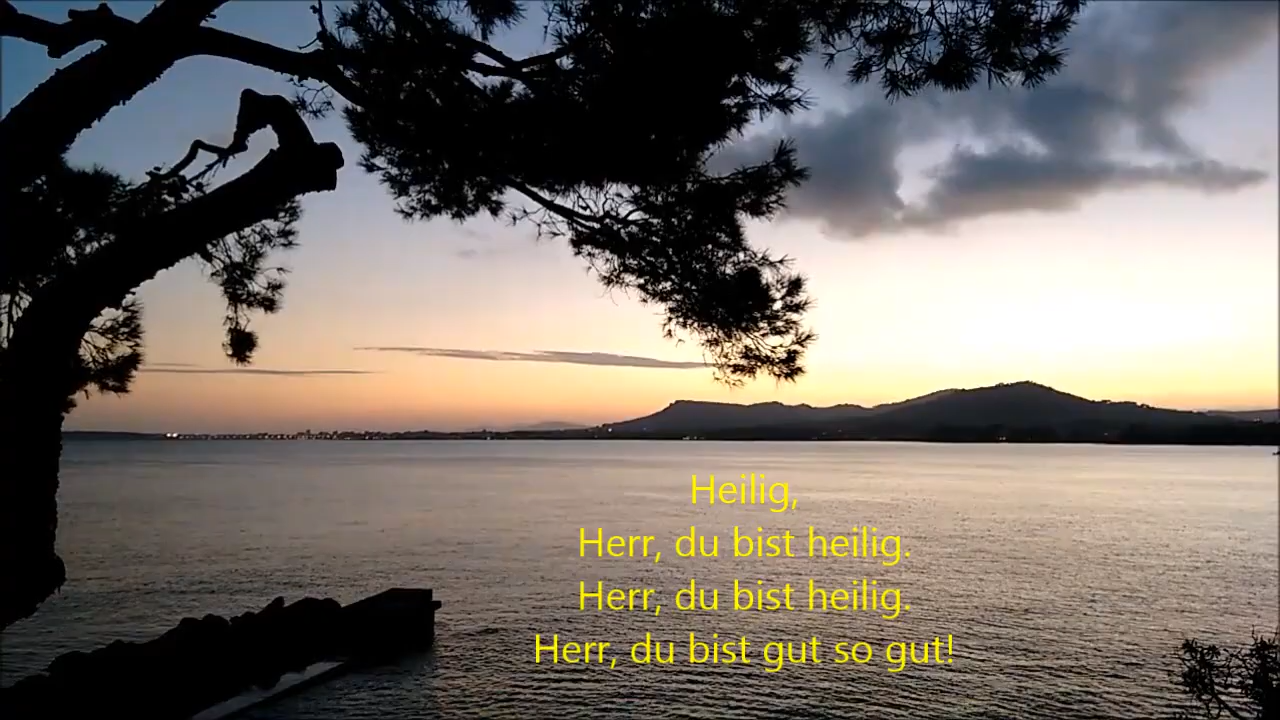 Heilig,
Herr, du bist heilig.
Herr, du bist heilig.
Herr, du bist gut so gut!